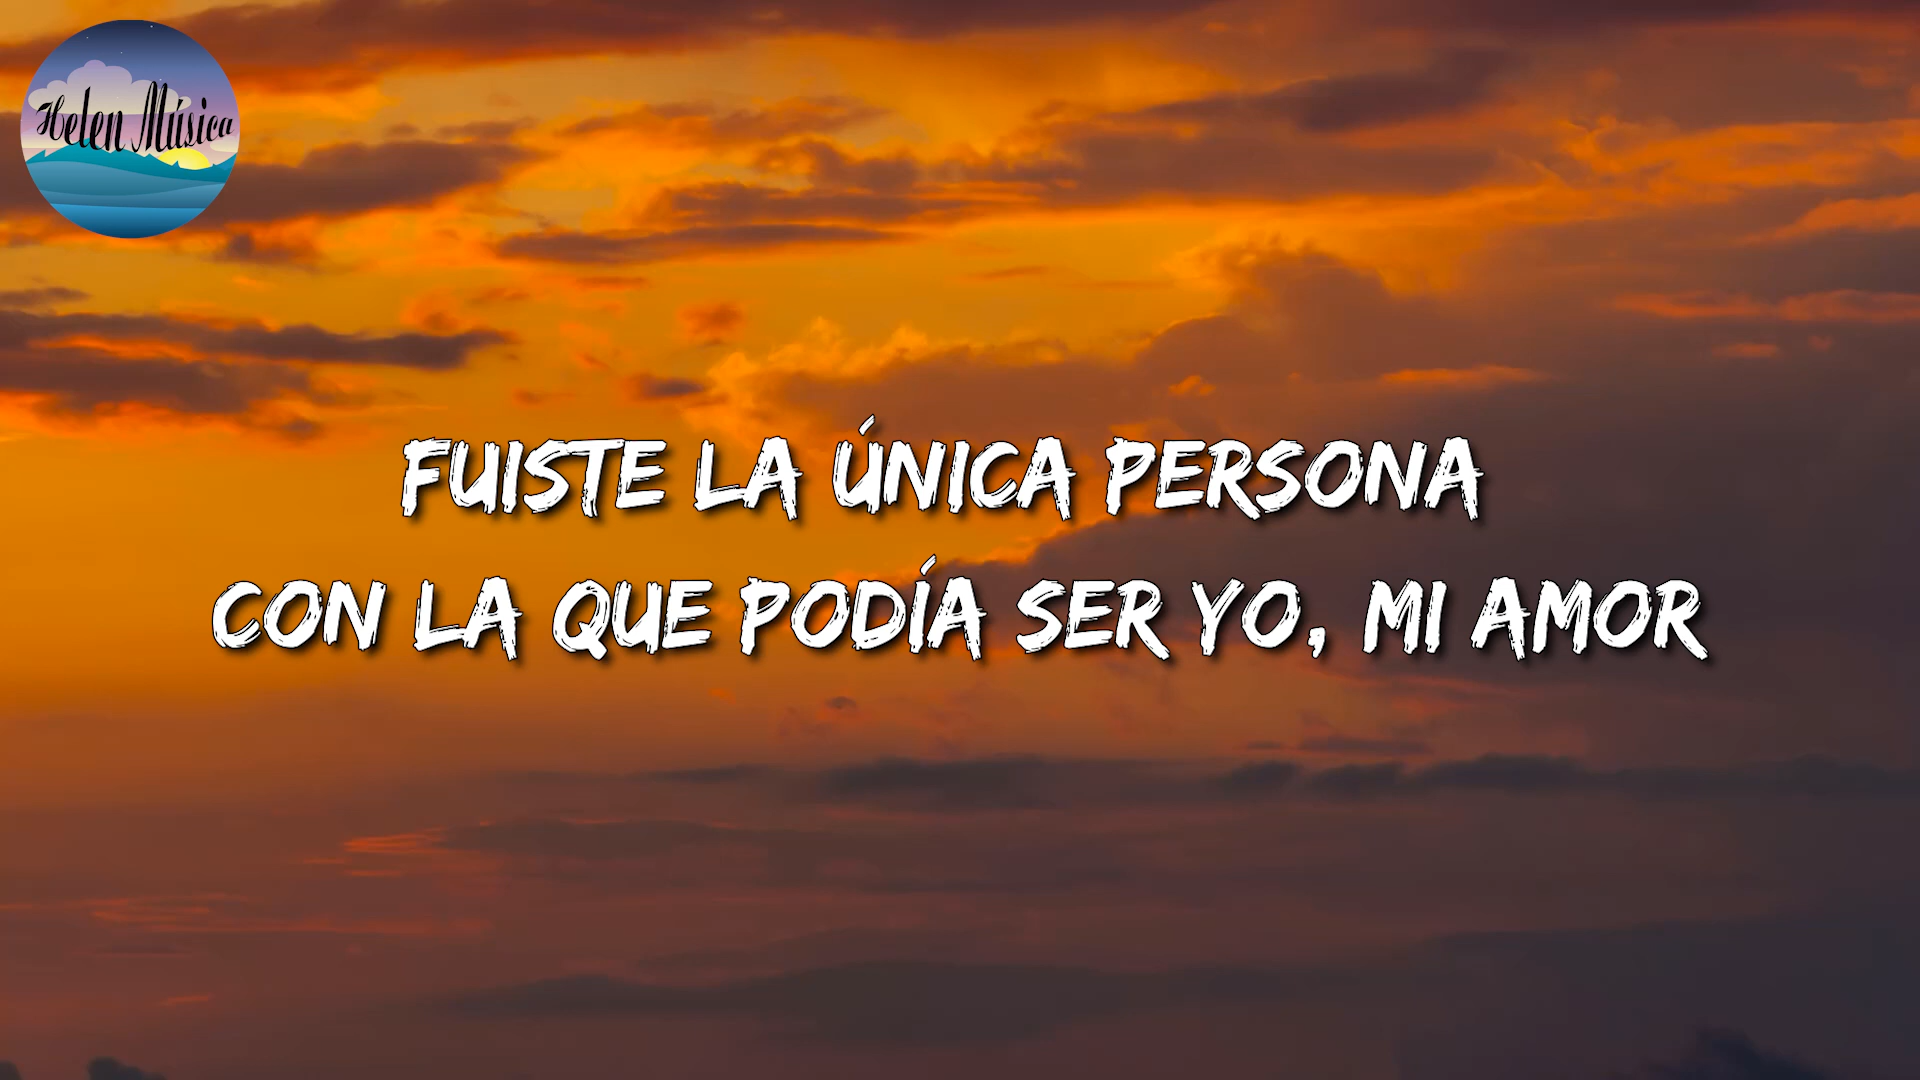 Helen Música
FUISTE LA ÚNICA PERSONA
CON LA QUE PODÍA SER YO, MI AMOR